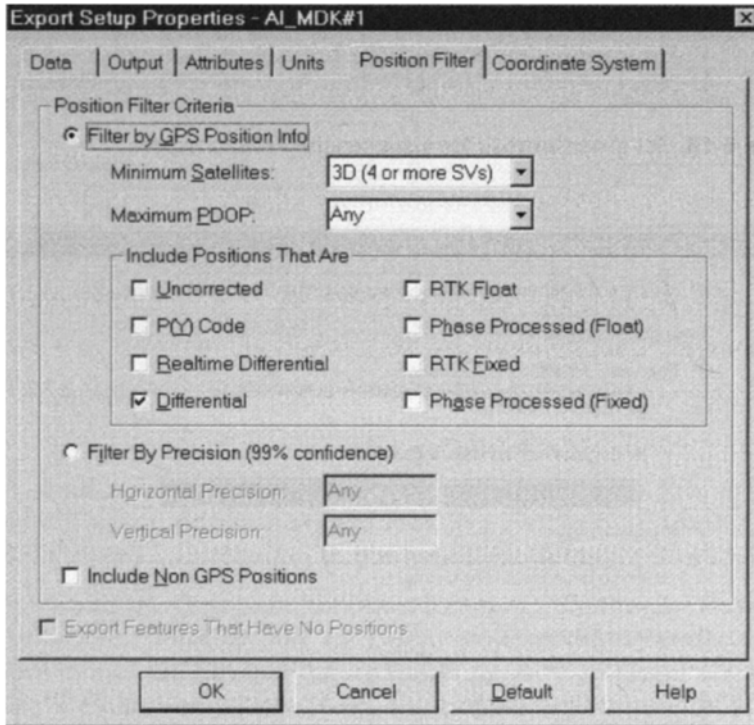 Export Setup Properties - AI_MDK#1
Data Output Attributes Units Position Filter Coordinate System
Position Filter Criteria
Filter by GPS Position Info
Minimum Satellites: 3D (4 or more SVs)
Maximum PDOP: Any
Include Positions That Are
Uncorrected RTK Float
P(Y) Code Phase Processed (Float)
Realtime Differential RTK Fixed
Differential Phase Processed (Fixed)
Filter By Precision (99% confidence)
Horizontal Precision: Any
Vertical Precision: Any
Include Non GPS Positions
Export Features That Have No Positions
OK Cancel Default Help